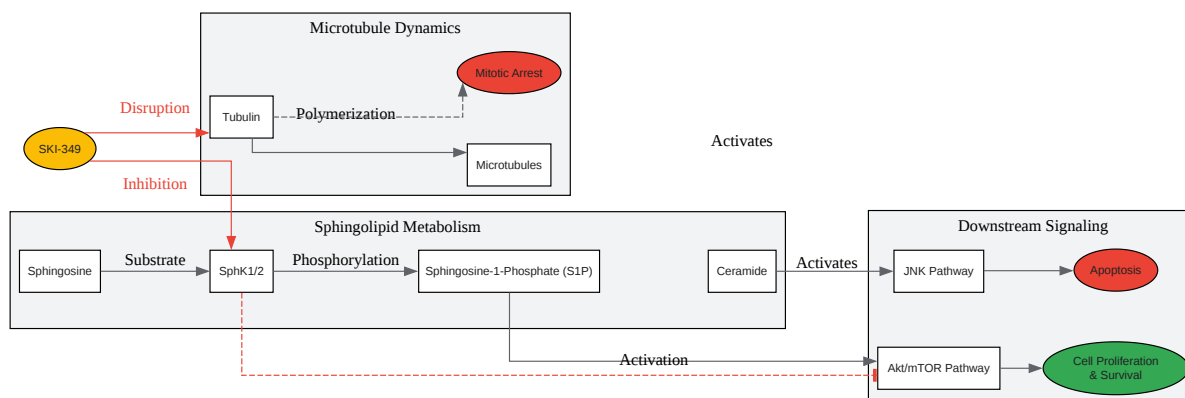 Microtubule Dynamics
Mitotic Arrest
Disruption
Tubulin
Polymerization
SKI-349
Activates
Microtubules
Inhibition
Sphingolipid Metabolism
Downstream Signaling
Sphingosine
Substrate
SphK1/2
Phosphorylation
Sphingosine-1-Phosphate (S1P)
Ceramide
Activates
JNK Pathway
Apoptosis
Activation
Akt/mTOR Pathway
Cell Proliferation
& Survival